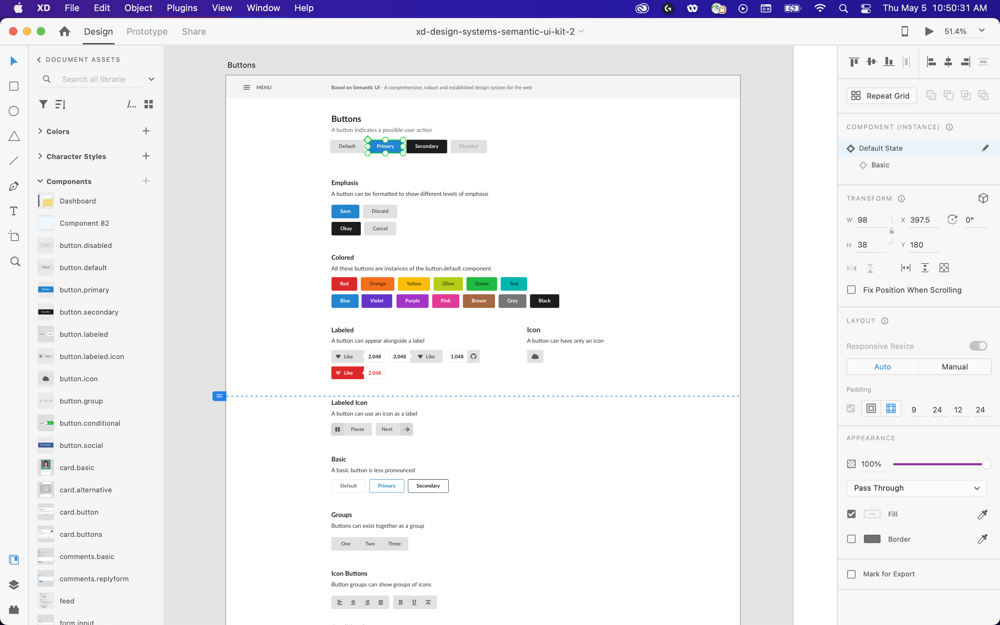 XD File Edit Object Plugins View Window Help Thu May 5 10:50:31 AM
Design Prototype Share xd-design-systems-semantic-ui-kit-2 51.4%
DOCUMENT ASSETS
Search all librarie
/...
Colors
Character Styles
Components
Dashboard
Component 82
button.disabled
button.default
button.primary
button.secondary
button.labeled
button.labeled.icon
button.icon
button.group
button.conditional
button.social
card.basic
card.alternative
card.button
card.buttons
comments.basic
comments.replyform
feed
form.input
Buttons
MENU Based on Semantic UI - A comprehensive, robust and established design system for the web
Buttons
A button indicates a possible user action
Default Primary Secondary Disabled
Emphasis
A button can be formatted to show different levels of emphasis
Save Discard
Okay Cancel
Colored
All these buttons are instances of the button.default component
Red Orange Yellow Olive Green Teal
Blue Violet Purple Pink Brown Grey Black
Labeled
A button can appear alongside a label
Like 2,048 2,048 Like 1,048
Like 2,048
Icon
A button can have only an icon
Labeled Icon
A button can use an icon as a label
Pause Next
Basic
A basic button is less pronounced
Default Primary Secondary
Groups
Buttons can exist together as a group
One Two Three
Icon Buttons
Button groups can show groups of icons
B U T
Repeat Grid
COMPONENT (INSTANCE)
Default State
Basic
TRANSFORM
W 98 X 397.5 0°
H 38 Y 180
Fix Position When Scrolling
LAYOUT
Responsive Resize
Auto Manual
Padding
9 24 12 24
APPEARANCE
100%
Pass Through
Fill
Border
Mark for Export